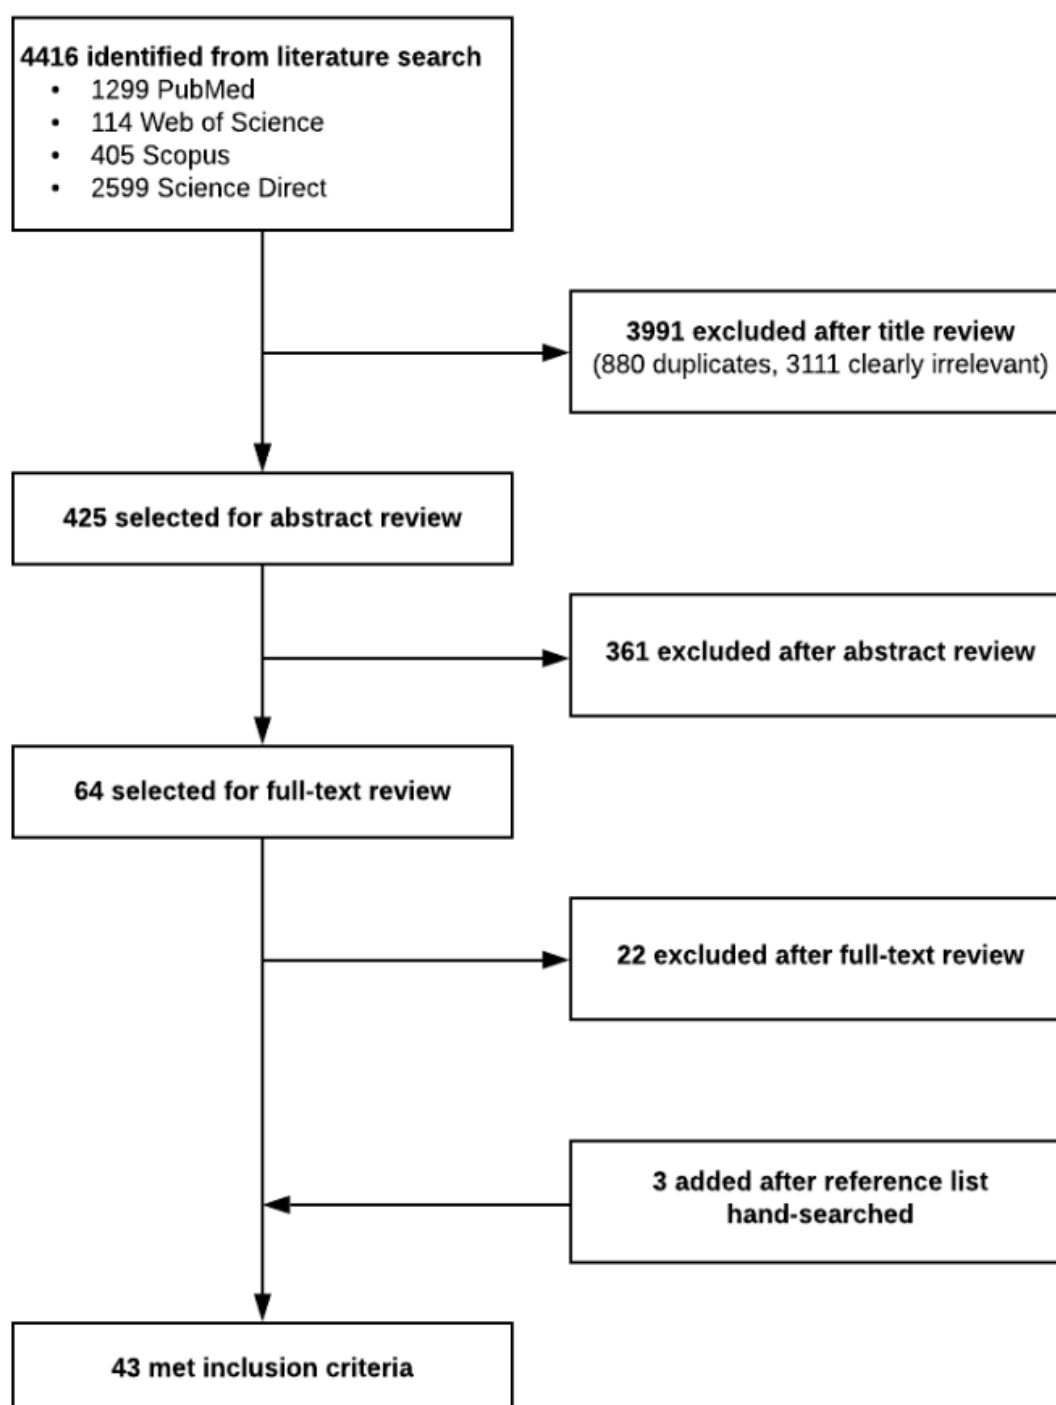 4416 identified from literature search
• 1299 PubMed
• 114 Web of Science
• 405 Scopus
• 2599 Science Direct
3991 excluded after title review
(880 duplicates, 3111 clearly irrelevant)
425 selected for abstract review
361 excluded after abstract review
64 selected for full-text review
22 excluded after full-text review
3 added after reference list
hand-searched
43 met inclusion criteria